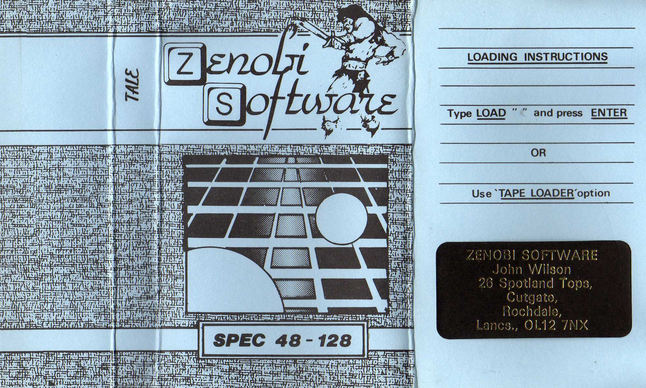 TALE
Zenobi
Software
SPEC 48 - 128
LOADING INSTRUCTIONS
Type LOAD " " and press ENTER
OR
Use 'TAPE LOADER' option
ZENOBI SOFTWARE
John Wilson
26 Spotland Tops,
Cutgate,
Rochdale,
Lancs., OL12 7NX